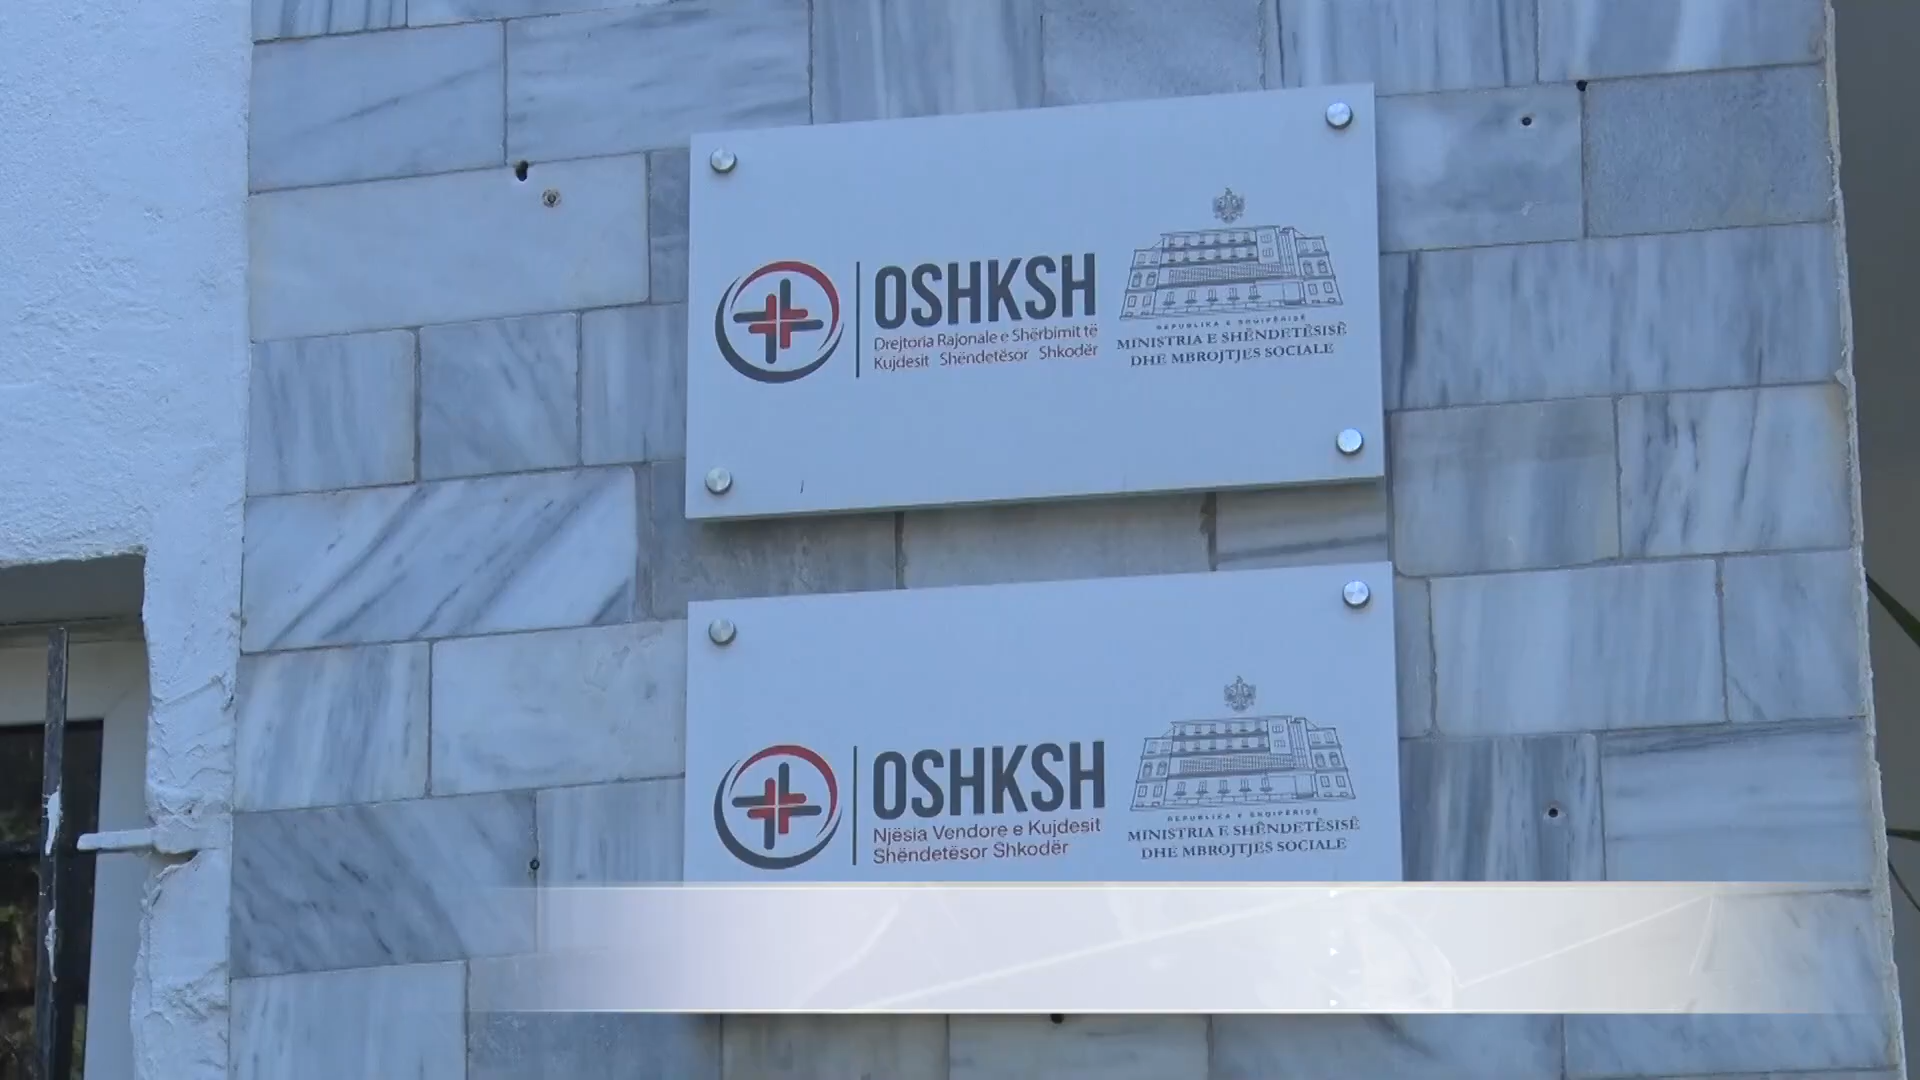 OSHKSH
Drejtoria Rajonale e Shërbimit të
Kujdesit Shëndetësor Shkodër
REPUBLIKA E SHQIPËRISË
MINISTRIA E SHËNDETËSISË
DHE MBROJTJES SOCIALE
OSHKSH
Njësia Vendore e Kujdesit
Shëndetësor Shkodër
REPUBLIKA E SHQIPËRISË
MINISTRIA E SHËNDETËSISË
DHE MBROJTJES SOCIALE